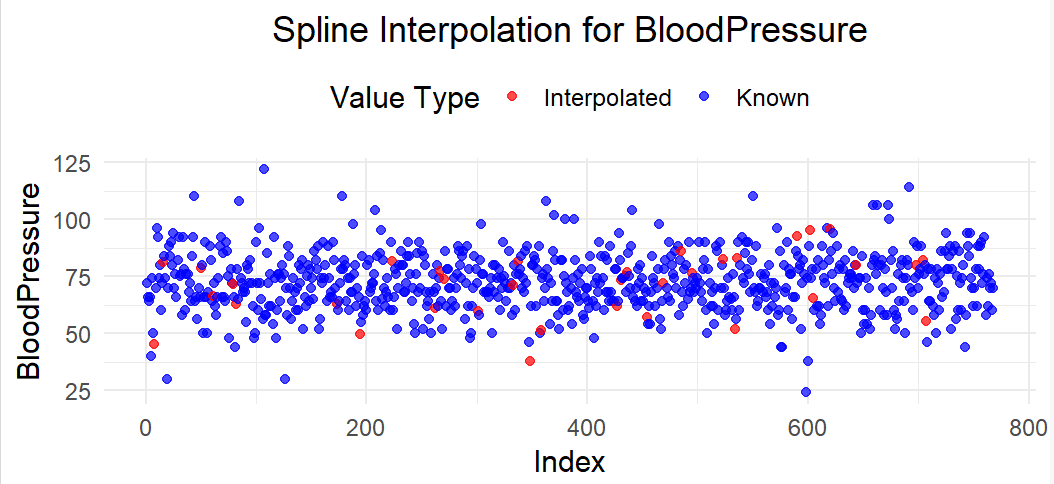 Spline Interpolation for BloodPressure
Value Type Interpolated Known
BloodPressure
125
100
75
50
25
0 200 400 600 800
Index